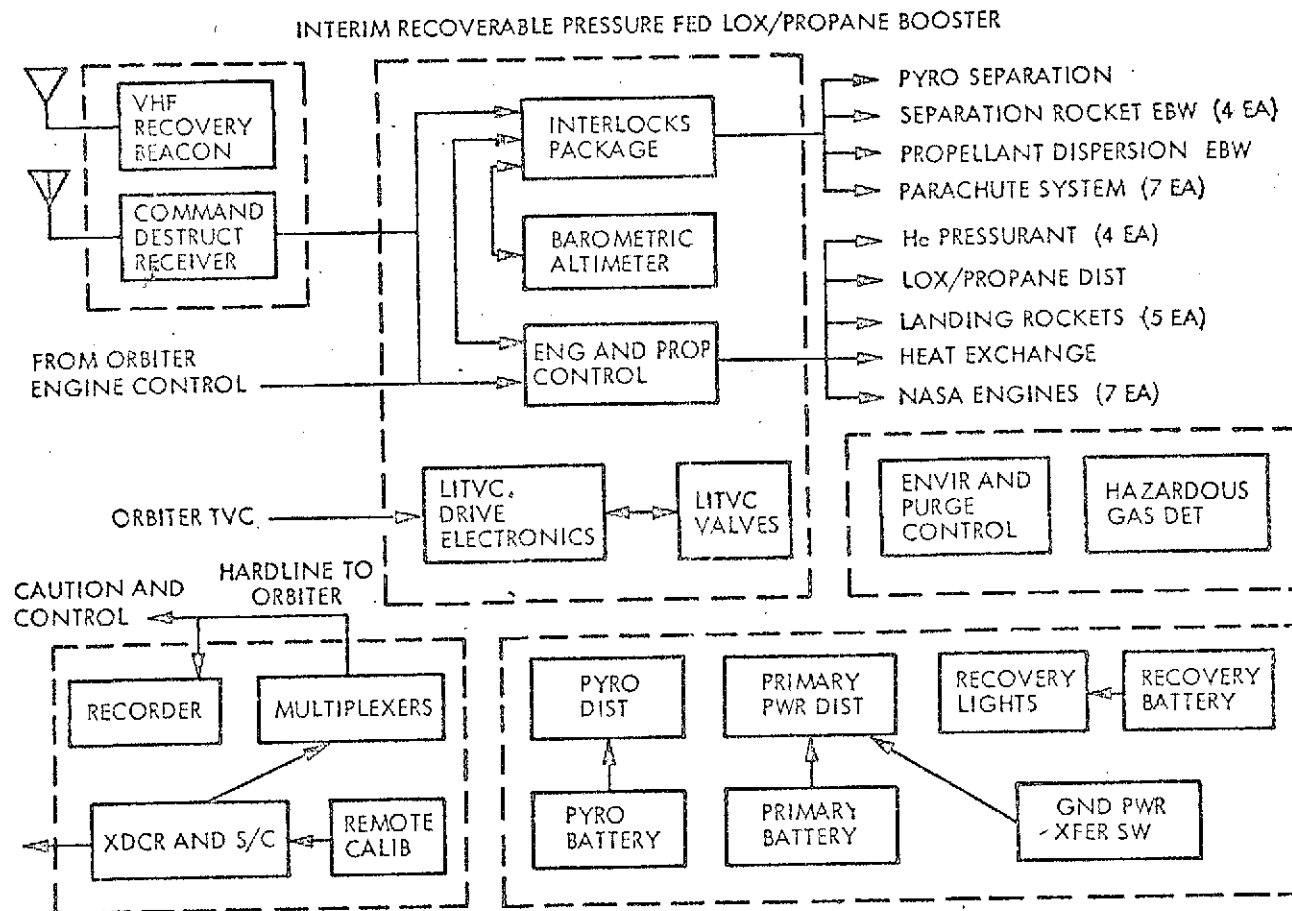 INTERIM RECOVERABLE PRESSURE FED LOX/PROPANE BOOSTER
VHF
RECOVERY
BEACON
COMMAND
DESTRUCT
RECEIVER
INTERLOCKS
PACKAGE
BAROMETRIC
ALTIMETER
ENG AND PROP
CONTROL
PYRO SEPARATION
SEPARATION ROCKET EBW (4 EA)
PROPELLANT DISPERSION EBW
PARACHUTE SYSTEM (7 EA)
He PRESSURANT (4 EA)
LOX/PROPANE DIST
LANDING ROCKETS (5 EA)
HEAT EXCHANGE
NASA ENGINES (7 EA)
FROM ORBITER
ENGINE CONTROL
ORBITER TVC
LITVC
DRIVE
ELECTRONICS
LITVC
VALVES
ENVIR AND
PURGE
CONTROL
HAZARDOUS
GAS DET
CAUTION AND
CONTROL
HARDLINE TO
ORBITER
RECORDER
MULTIPLEXERS
XDCR AND S/C
REMOTE
CALIB
PYRO
DIST
PRIMARY
PWR DIST
RECOVERY
LIGHTS
RECOVERY
BATTERY
PYRO
BATTERY
PRIMARY
BATTERY
GND PWR
XFER SW